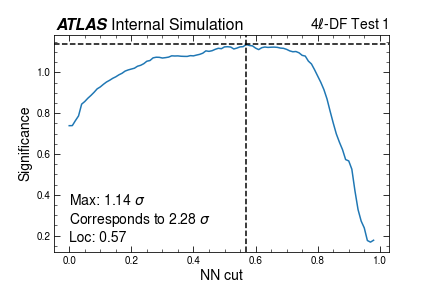 ATLAS Internal Simulation
4ℓ-DF Test 1
Significance
1.0
0.8
0.6
0.4
0.2
Max: 1.14 σ
Corresponds to 2.28 σ
Loc: 0.57
0.0 0.2 0.4 0.6 0.8 1.0
NN cut